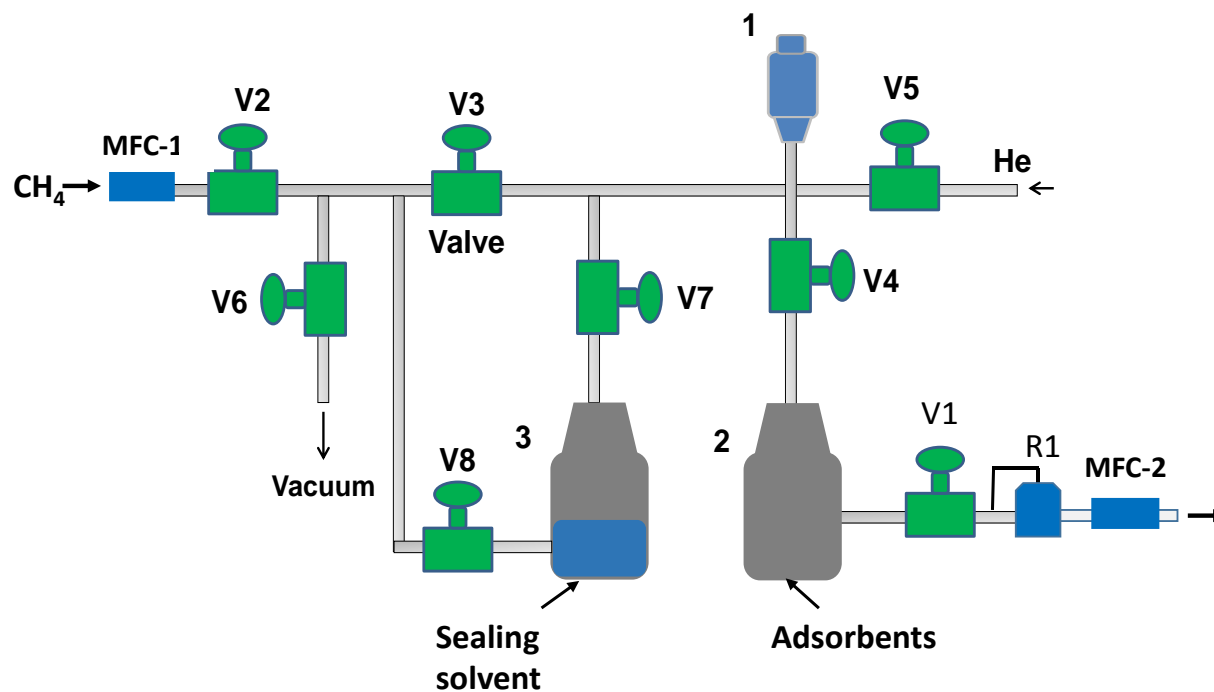 1
V2
V3
V5
MFC-1
He
CH₄
Valve
V6
V7
V4
3
2
V1
R1
V8
MFC-2
Vacuum
Sealing
solvent
Adsorbents